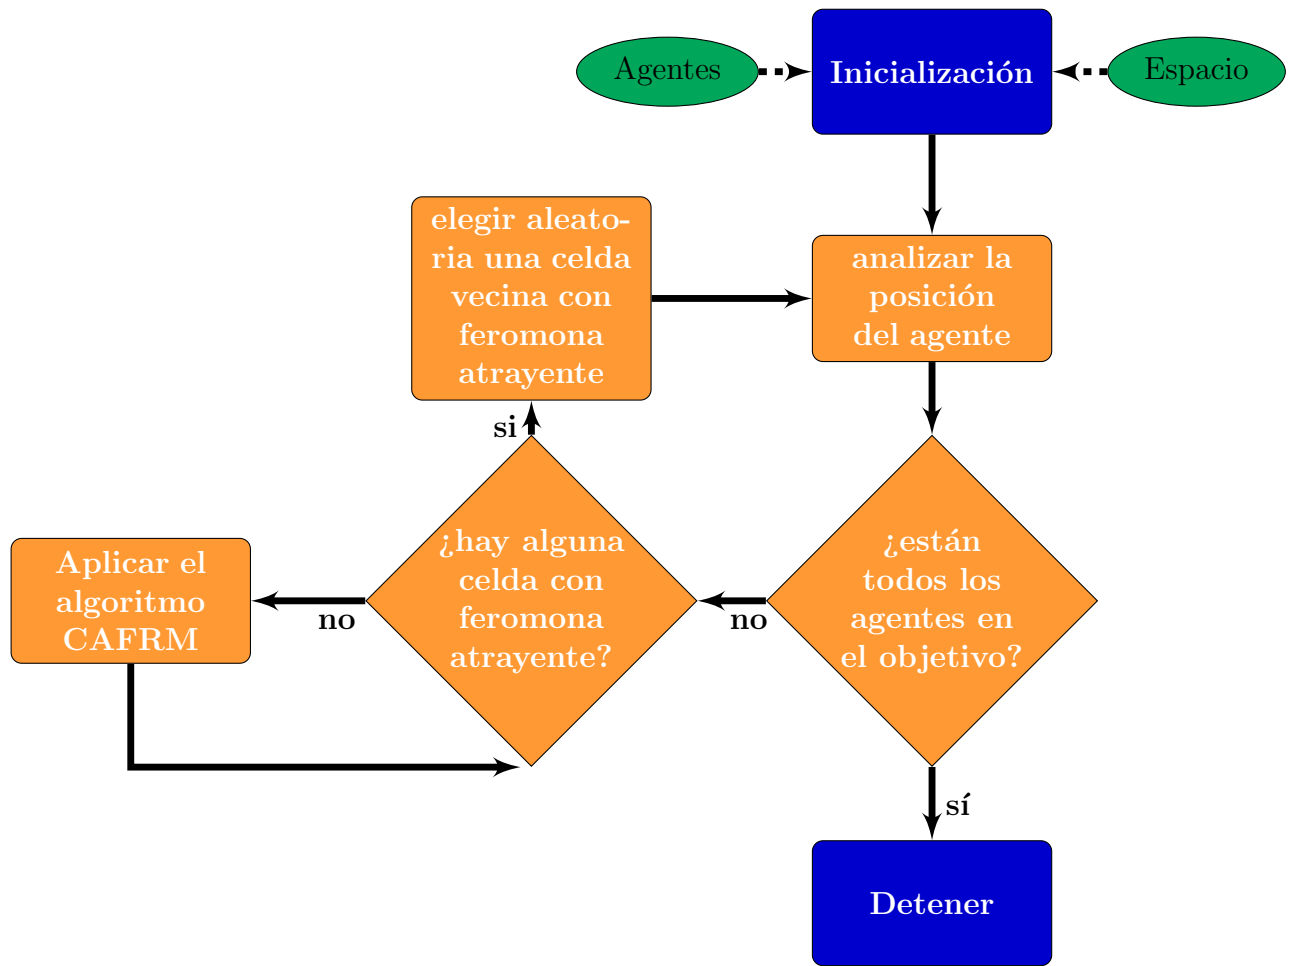 Agentes
Inicialización
Espacio
elegir aleato-
ria una celda
vecina con
feromona
atrayente
analizar la
posición
del agente
si
¿hay alguna
celda con
feromona
atrayente?
¿están
todos los
agentes en
el objetivo?
Aplicar el
algoritmo
CAFRM
no
no
sí
Detener